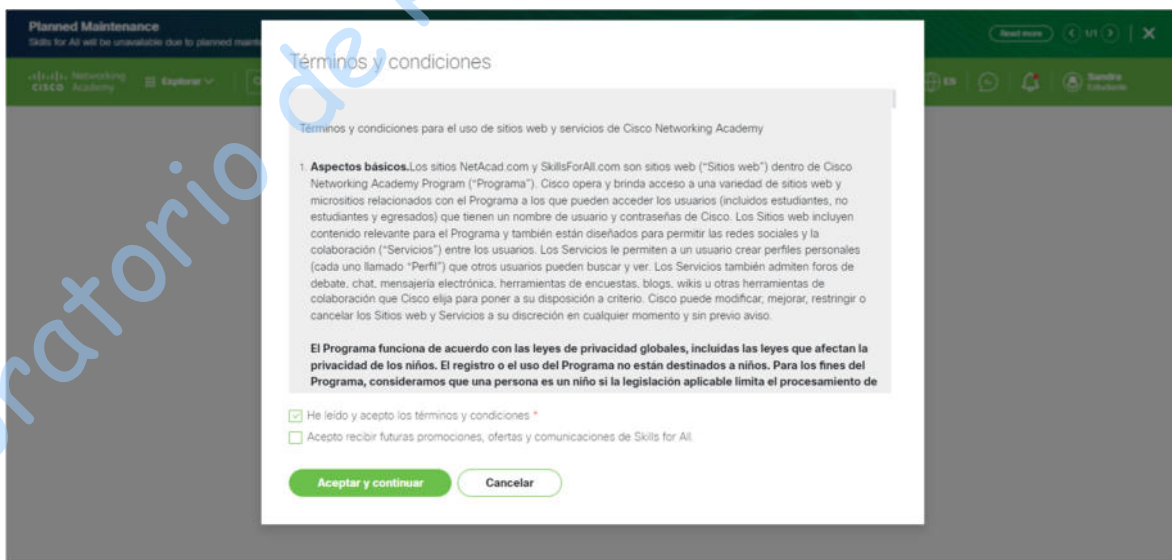 Planned Maintenance
Skills for All will be unavailable due to planned
Read more
1/1
Networking
CISCO Academy
Explorar
EN
Sandra
Estudiante
Términos y condiciones
Términos y condiciones para el uso de sitios web y servicios de Cisco Networking Academy
1. Aspectos básicos.Los sitios NetAcad.com y SkillsForAll.com son sitios web ("Sitios web") dentro de Cisco
Networking Academy Program ("Programa"). Cisco opera y brinda acceso a una variedad de sitios web y
micrositios relacionados con el Programa a los que pueden acceder los usuarios (incluidos estudiantes, no
estudiantes y egresados) que tienen un nombre de usuario y contraseñas de Cisco. Los Sitios web incluyen
contenido relevante para el Programa y también están diseñados para permitir las redes sociales y la
colaboración ("Servicios") entre los usuarios. Los Servicios le permiten a un usuario crear perfiles personales
(cada uno llamado "Perfil") que otros usuarios pueden buscar y ver. Los Servicios también admiten foros de
debate, chat, mensajería electrónica, herramientas de encuestas, blogs, wikis u otras herramientas de
colaboración que Cisco elija para poner a su disposición a criterio. Cisco puede modificar, mejorar, restringir o
cancelar los Sitios web y Servicios a su discreción en cualquier momento y sin previo aviso.
El Programa funciona de acuerdo con las leyes de privacidad globales, incluidas las leyes que afectan la
privacidad de los niños. El registro o el uso del Programa no están destinados a niños. Para los fines del
Programa, consideramos que una persona es un niño si la legislación aplicable limita el procesamiento de
He leído y acepto los términos y condiciones *
Acepto recibir futuras promociones, ofertas y comunicaciones de Skills for All.
Aceptar y continuar
Cancelar
oratorio de